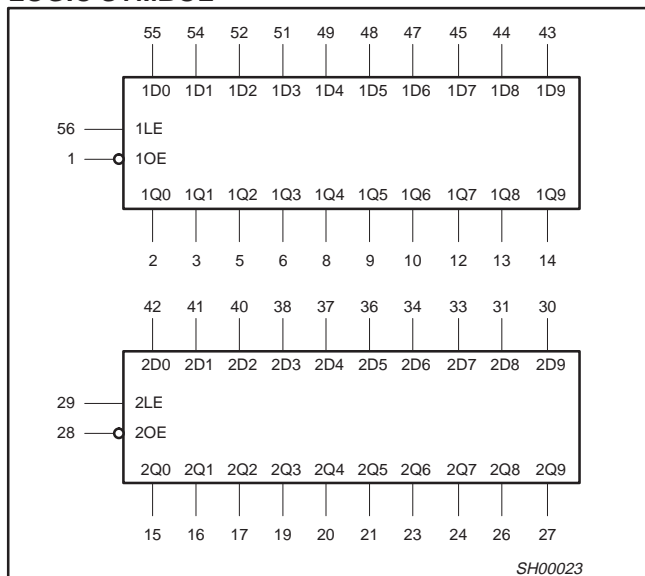 55 54 52 51 49 48 47 45 44 43
1D0 1D1 1D2 1D3 1D4 1D5 1D6 1D7 1D8 1D9
56 1LE
1 1OE
1Q0 1Q1 1Q2 1Q3 1Q4 1Q5 1Q6 1Q7 1Q8 1Q9
2 3 5 6 8 9 10 12 13 14
42 41 40 38 37 36 34 33 31 30
2D0 2D1 2D2 2D3 2D4 2D5 2D6 2D7 2D8 2D9
29 2LE
28 2OE
2Q0 2Q1 2Q2 2Q3 2Q4 2Q5 2Q6 2Q7 2Q8 2Q9
15 16 17 19 20 21 23 24 26 27
SH00023